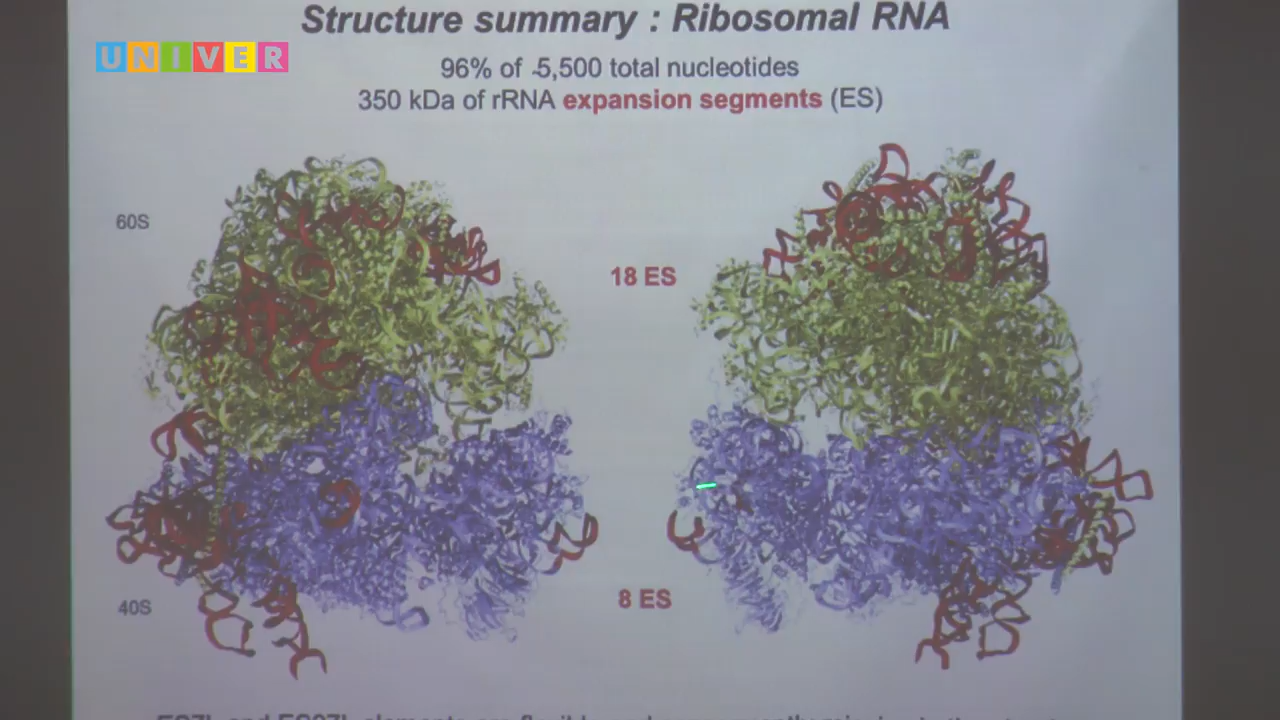 Structure summary : Ribosomal RNA
UNIVER
96% of ~5,500 total nucleotides
350 kDa of rRNA expansion segments (ES)
60S
18 ES
40S
8 ES